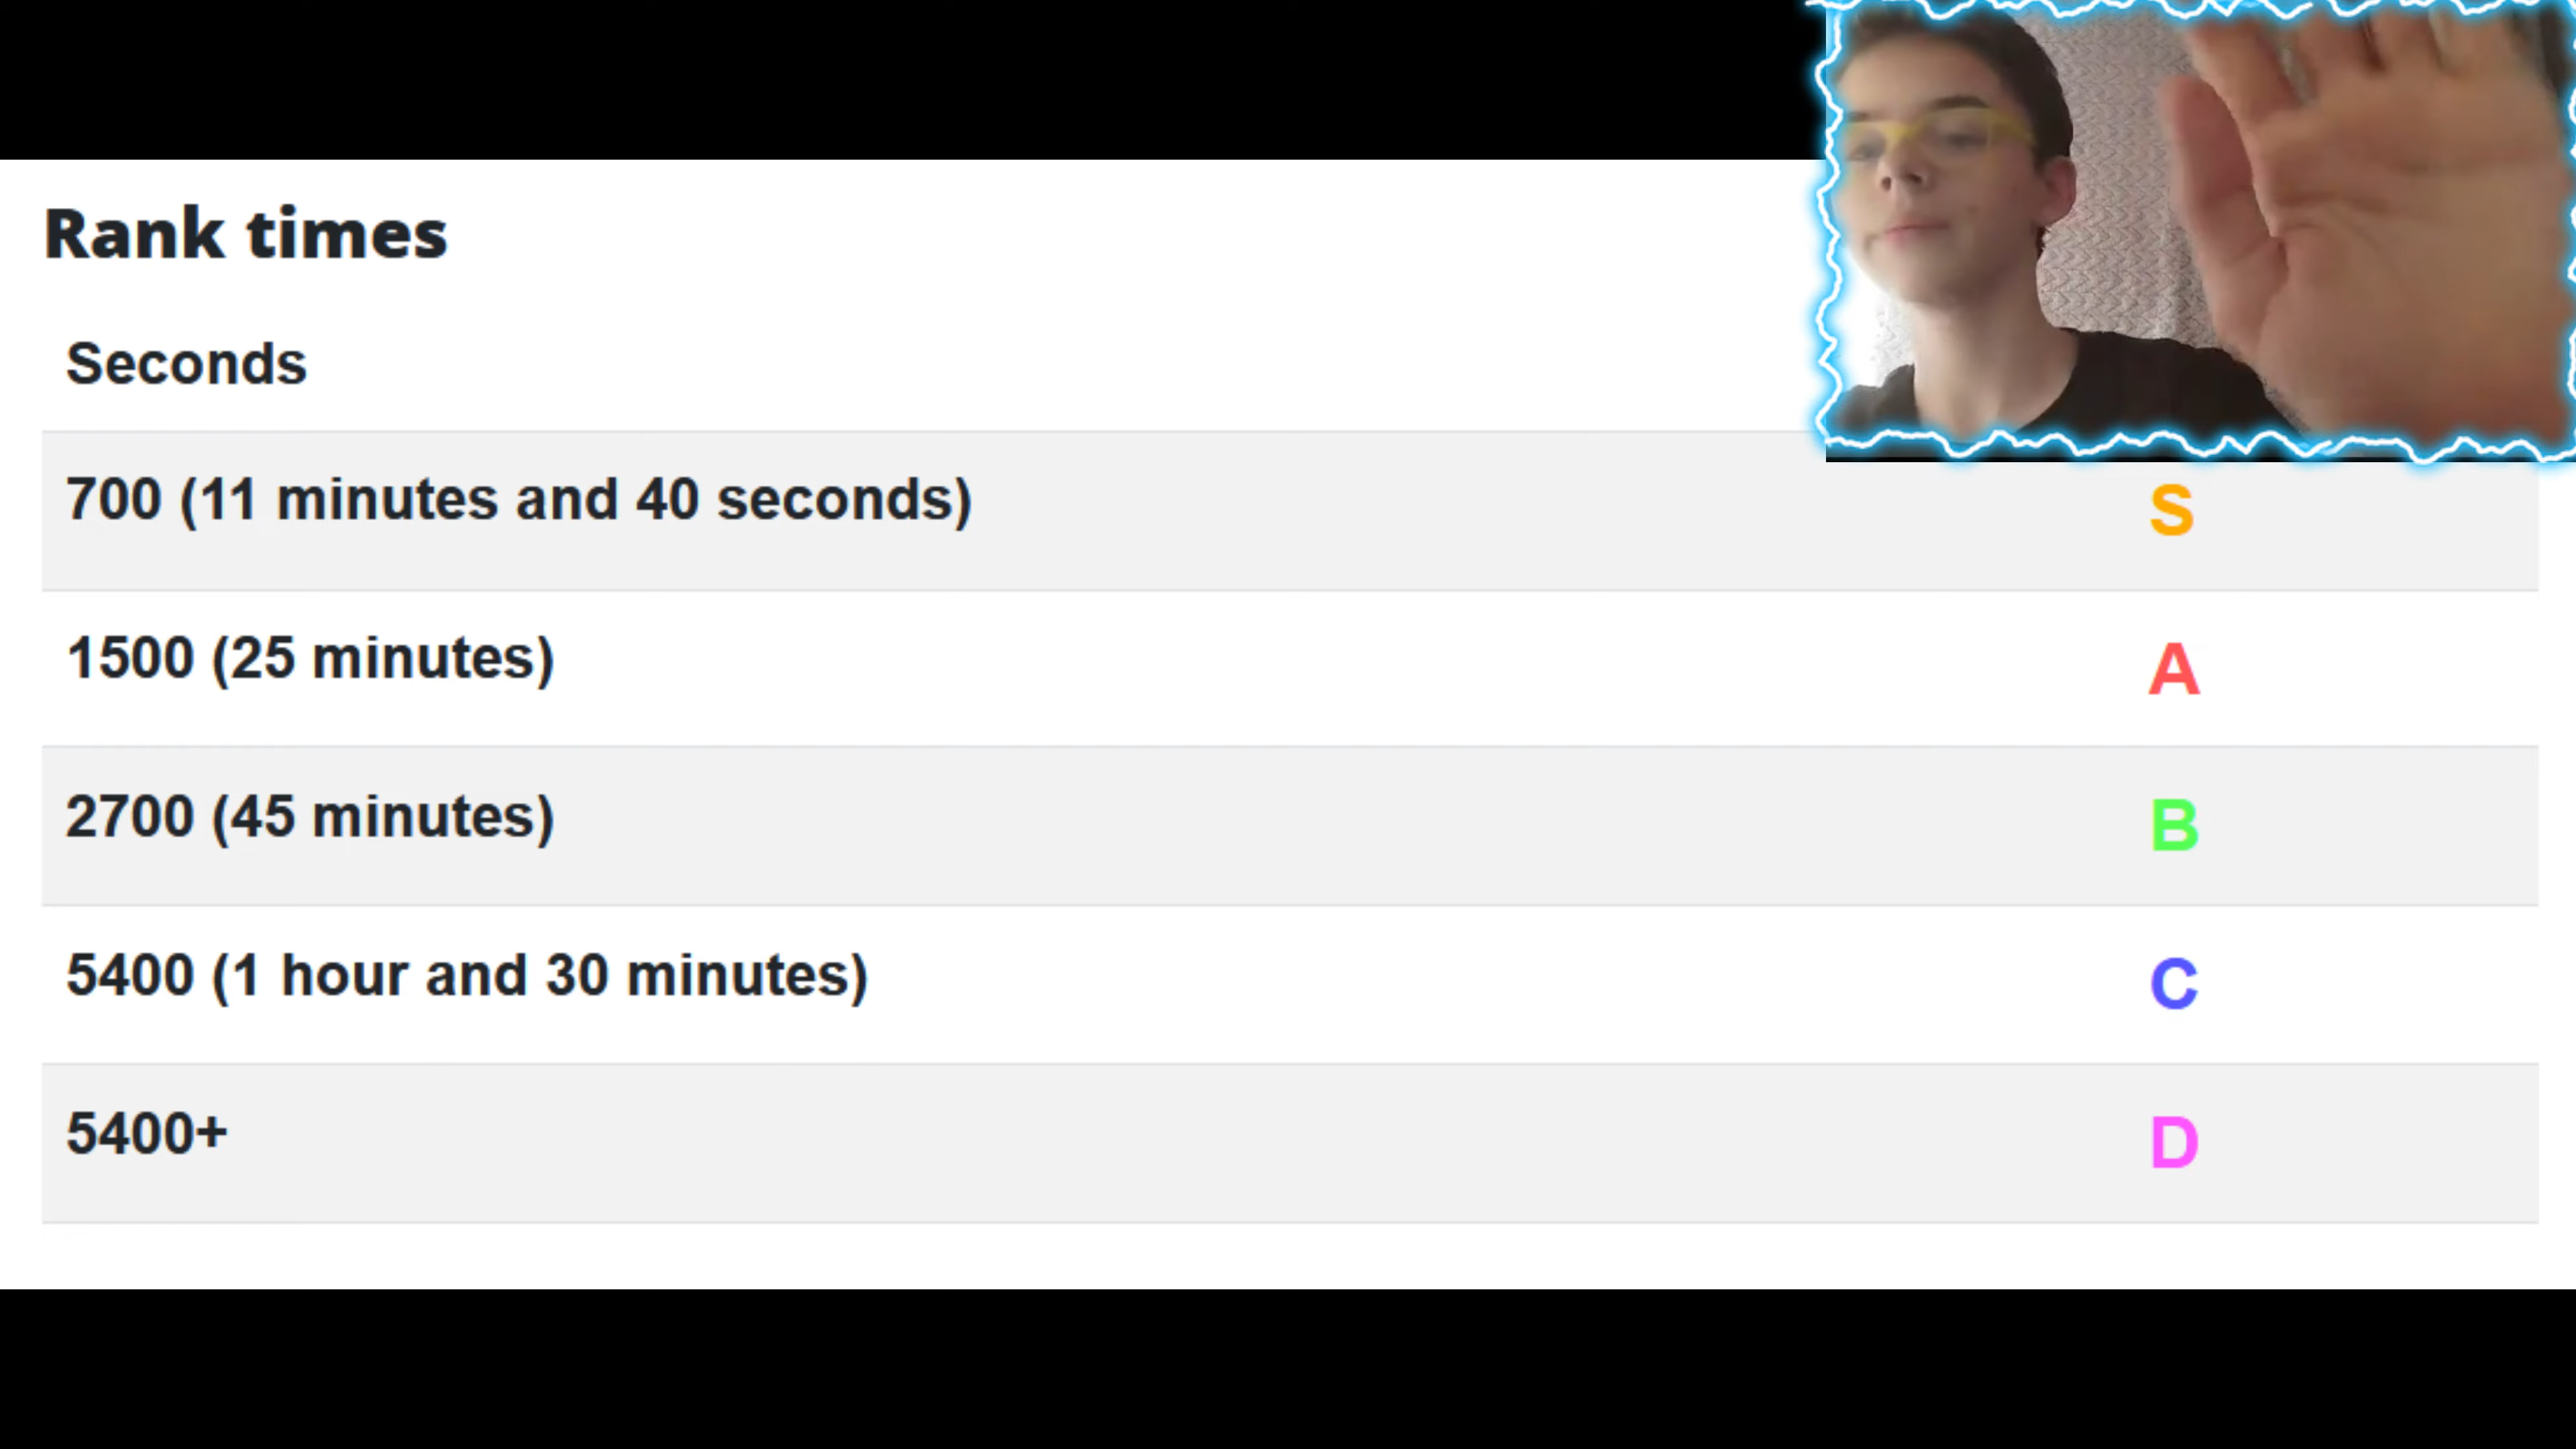 Rank times
Seconds
700 (11 minutes and 40 seconds) S
1500 (25 minutes) A
2700 (45 minutes) B
5400 (1 hour and 30 minutes) C
5400+ D